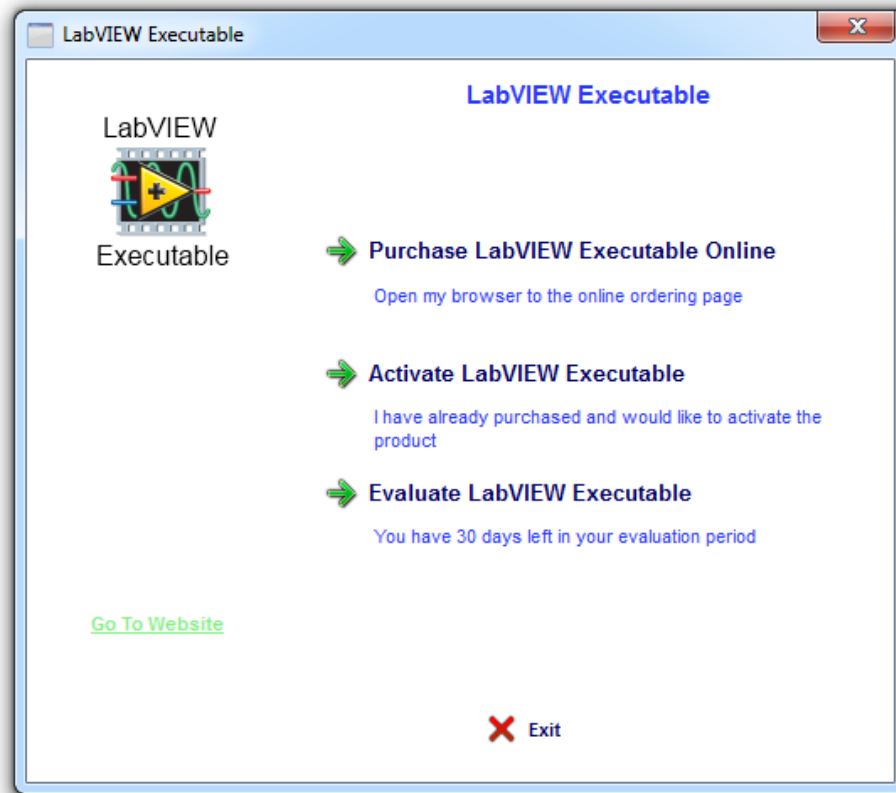 LabVIEW Executable
LabVIEW Executable
LabVIEW
Executable
Purchase LabVIEW Executable Online
Open my browser to the online ordering page
Activate LabVIEW Executable
I have already purchased and would like to activate the
product
Evaluate LabVIEW Executable
You have 30 days left in your evaluation period
Go To Website
Exit